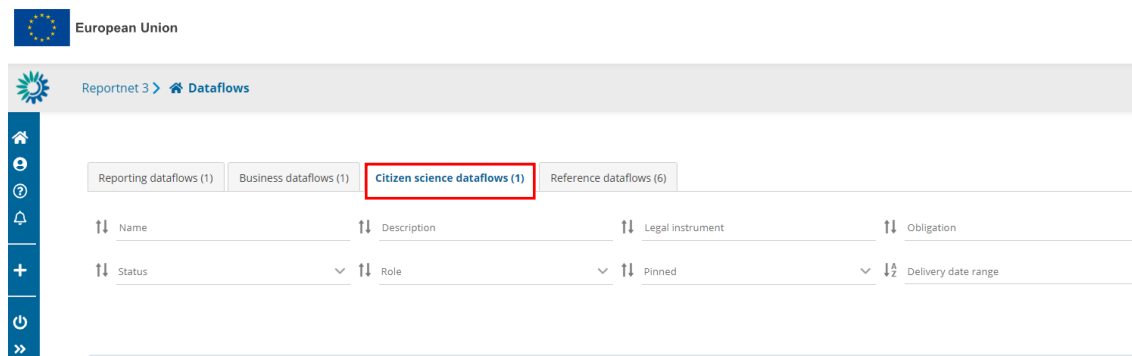 European Union
Reportnet 3 Dataflows
Reporting dataflows (1) Business dataflows (1) Citizen science dataflows (1) Reference dataflows (6)
Name Description Legal instrument Obligation
Status Role Pinned Delivery date range